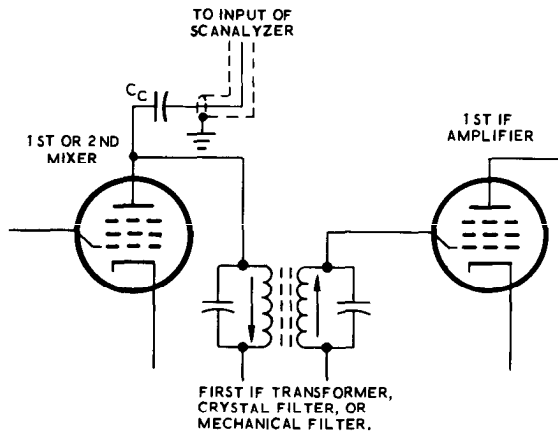 TO INPUT OF
SCANALYZER
CC
1ST OR 2ND
MIXER
1ST IF
AMPLIFIER
FIRST IF TRANSFORMER,
CRYSTAL FILTER, OR
MECHANICAL FILTER.